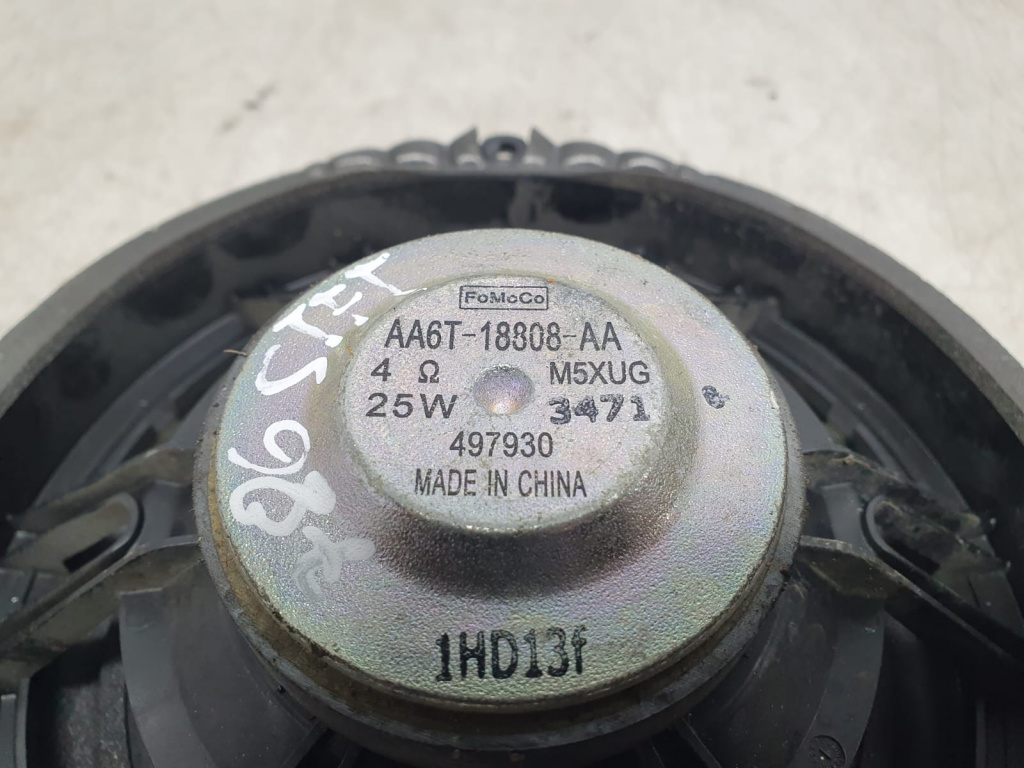 FoMoCo
AA6T-18808-AA
4 Ω M5XUG
25W 3471
497930
MADE IN CHINA
1HD13f